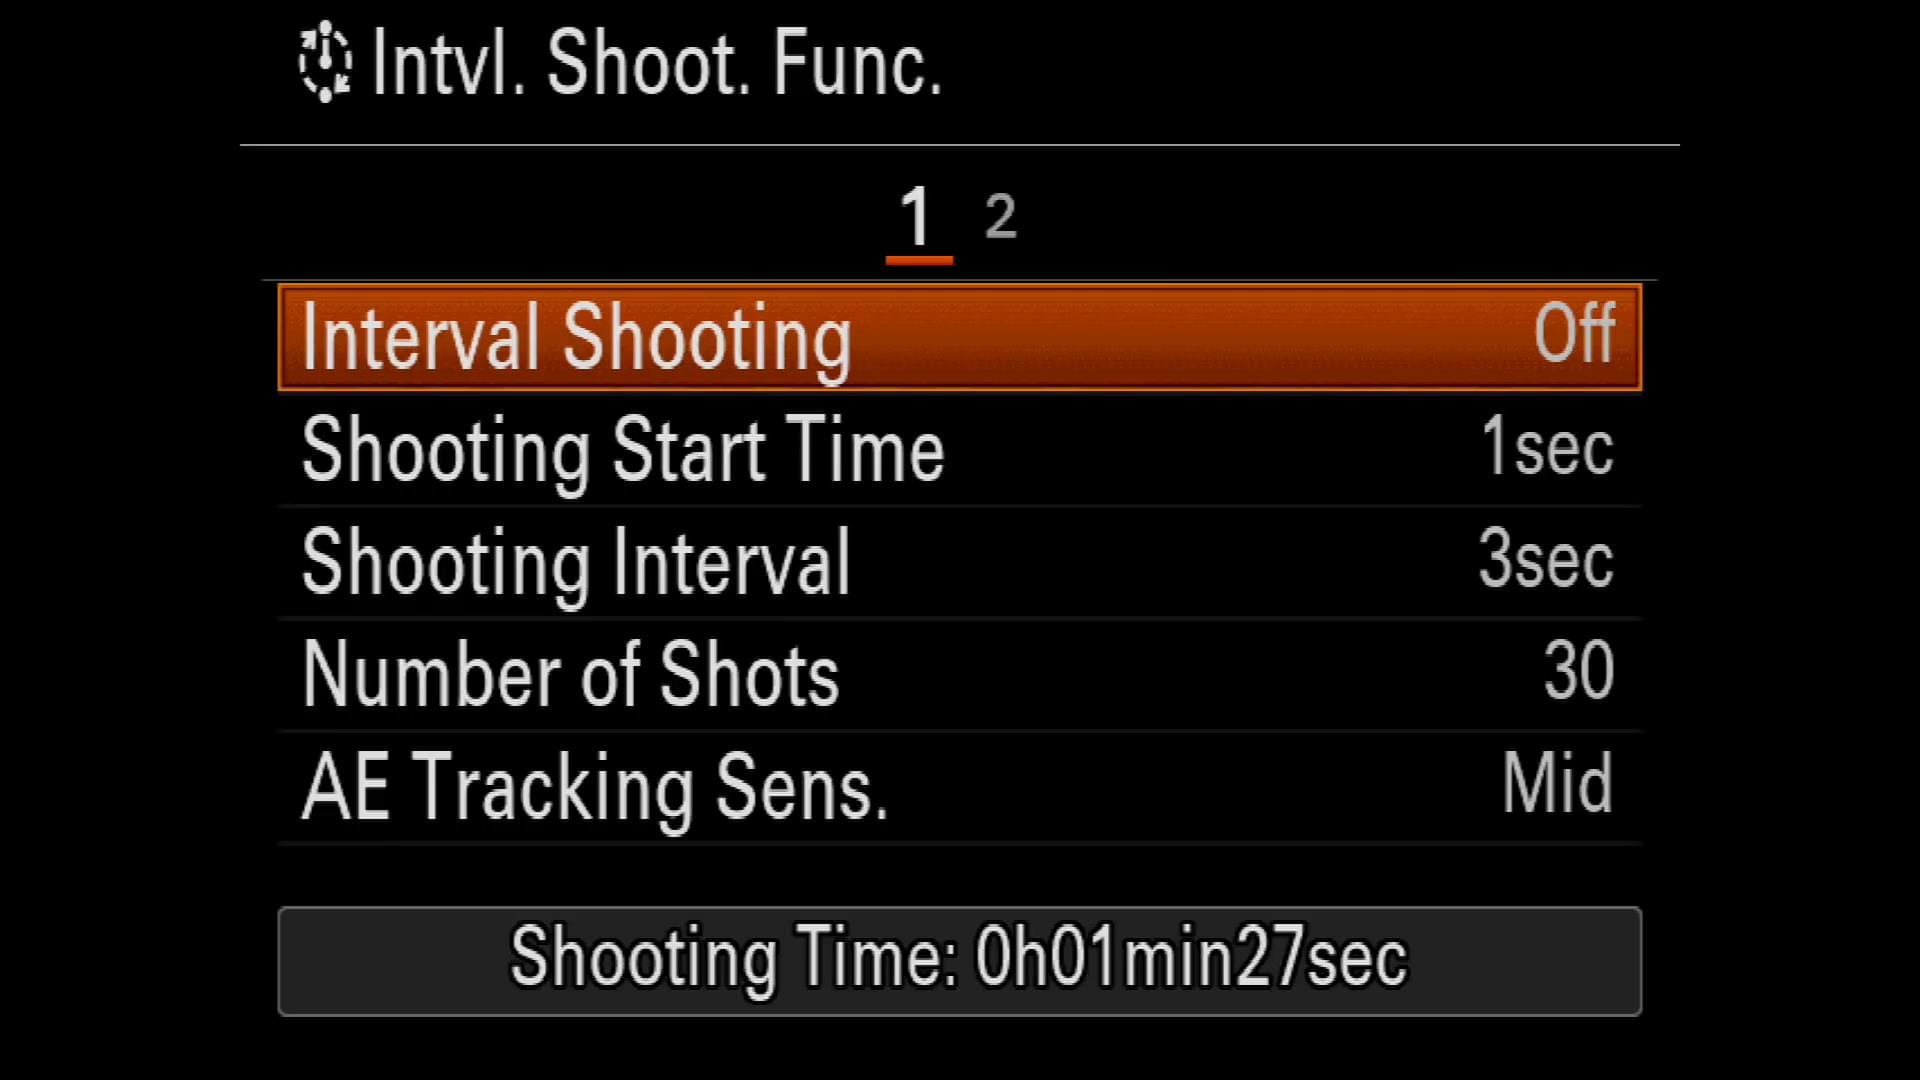 Intvl. Shoot. Func.
1 2
Interval Shooting Off
Shooting Start Time 1sec
Shooting Interval 3sec
Number of Shots 30
AE Tracking Sens. Mid
Shooting Time: 0h01min27sec